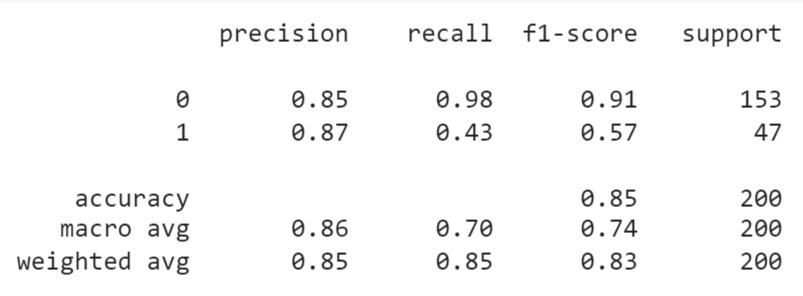 precision recall f1-score support
0 0.85 0.98 0.91 153
1 0.87 0.43 0.57 47
accuracy 0.85 200
macro avg 0.86 0.70 0.74 200
weighted avg 0.85 0.85 0.83 200